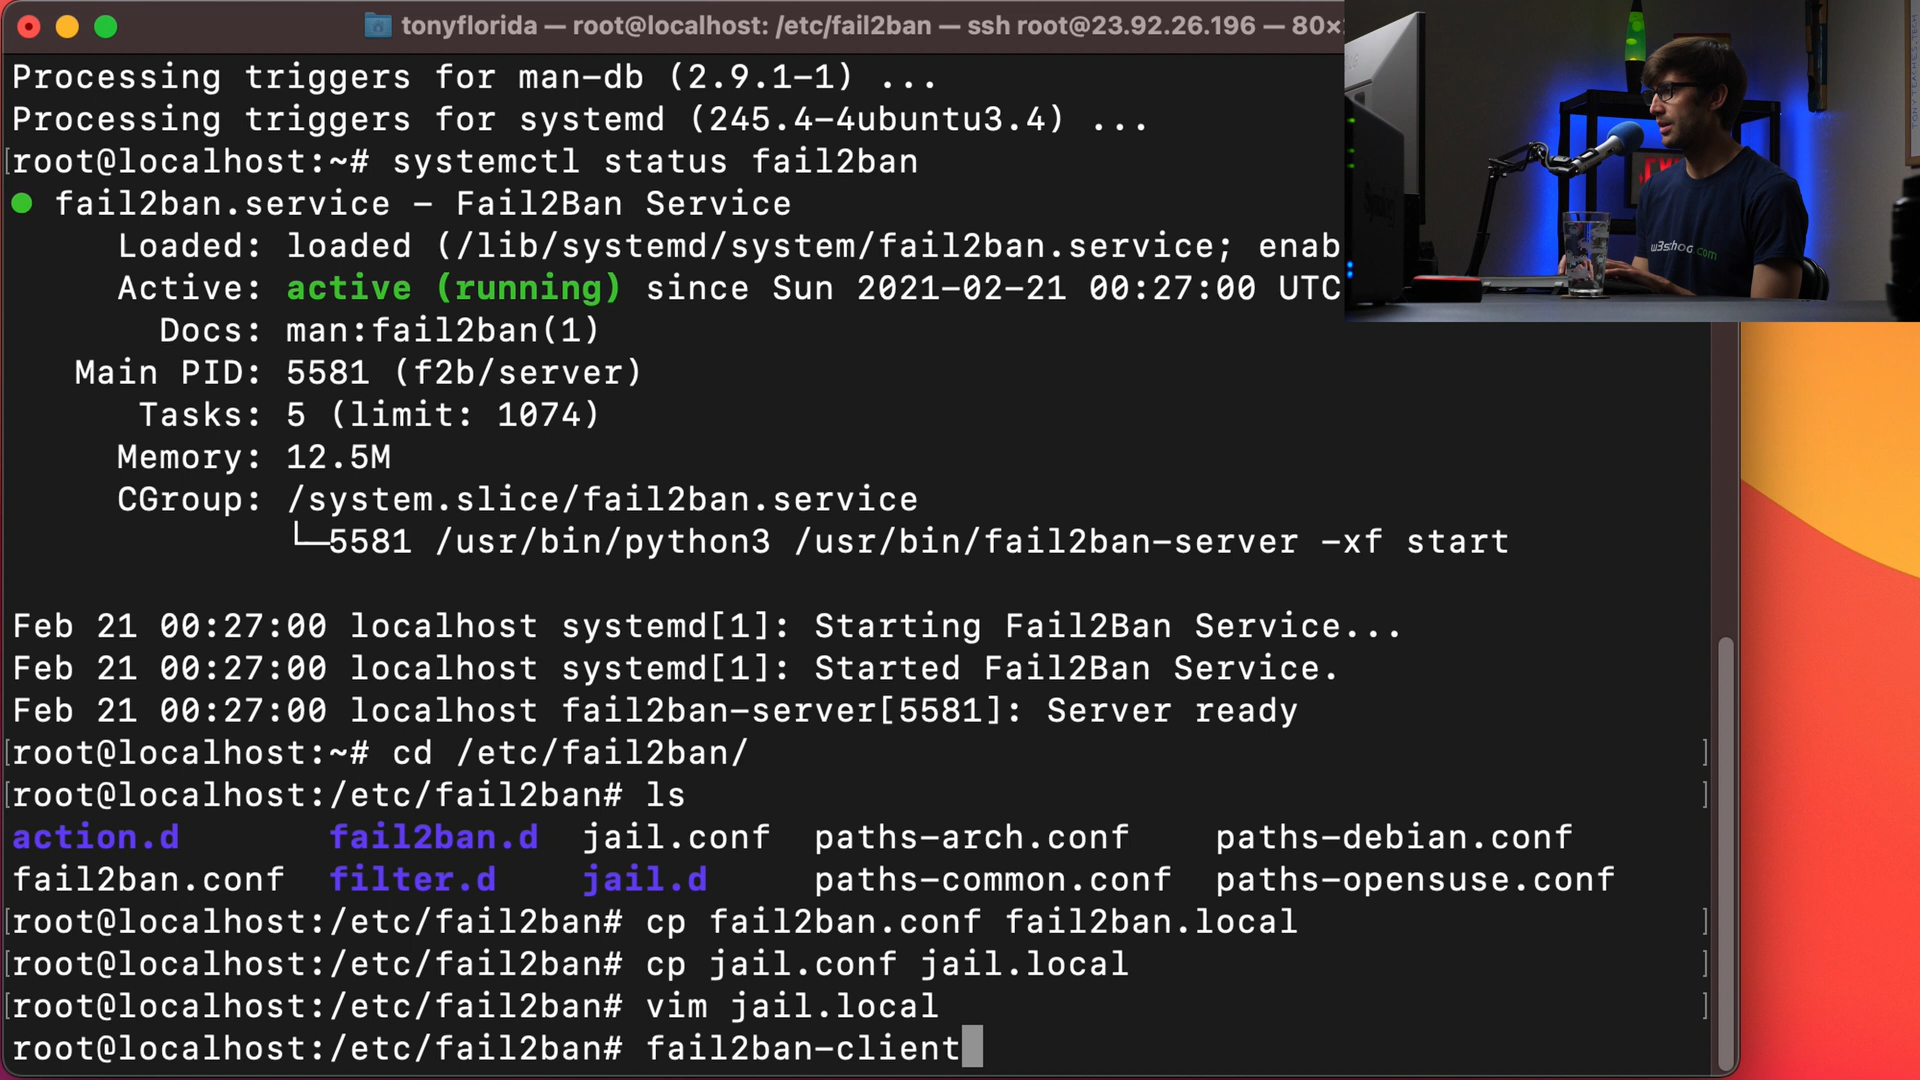 tonyflorida — root@localhost: /etc/fail2ban — ssh root@23.92.26.196 — 80×
Processing triggers for man-db (2.9.1-1) ...
Processing triggers for systemd (245.4-4ubuntu3.4) ...
[root@localhost:~# systemctl status fail2ban
● fail2ban.service - Fail2Ban Service
Loaded: loaded (/lib/systemd/system/fail2ban.service; enab
Active: active (running) since Sun 2021-02-21 00:27:00 UTC
Docs: man:fail2ban(1)
Main PID: 5581 (f2b/server)
Tasks: 5 (limit: 1074)
Memory: 12.5M
CGroup: /system.slice/fail2ban.service
└─5581 /usr/bin/python3 /usr/bin/fail2ban-server -xf start
Feb 21 00:27:00 localhost systemd[1]: Starting Fail2Ban Service...
Feb 21 00:27:00 localhost systemd[1]: Started Fail2Ban Service.
Feb 21 00:27:00 localhost fail2ban-server[5581]: Server ready
[root@localhost:~# cd /etc/fail2ban/ ]
[root@localhost:/etc/fail2ban# ls ]
action.d fail2ban.d jail.conf paths-arch.conf paths-debian.conf
fail2ban.conf filter.d jail.d paths-common.conf paths-opensuse.conf
[root@localhost:/etc/fail2ban# cp fail2ban.conf fail2ban.local ]
[root@localhost:/etc/fail2ban# cp jail.conf jail.local ]
[root@localhost:/etc/fail2ban# vim jail.local ]
root@localhost:/etc/fail2ban# fail2ban-client
w3schoo .com